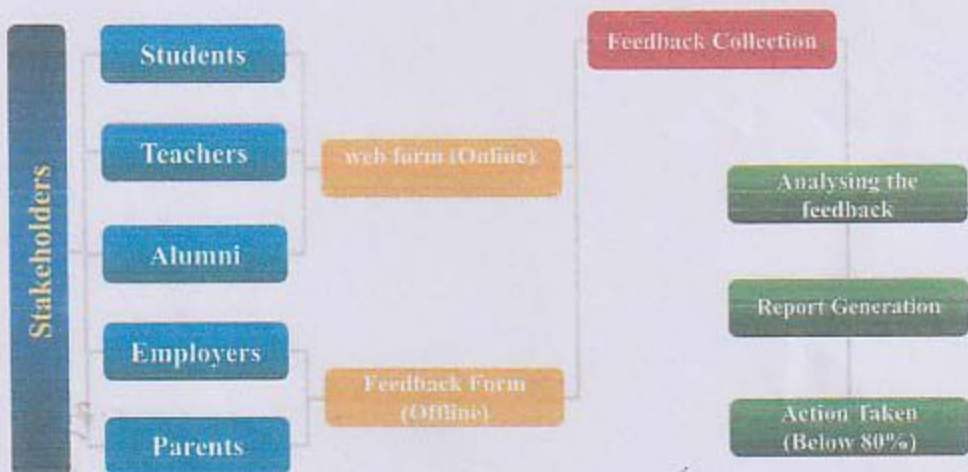 Stakeholders
Students
Teachers
Alumni
Employers
Parents
web form (Online)
Feedback Form
(Offline)
Feedback Collection
Analysing the
feedback
Report Generation
Action Taken
(Below 80%)